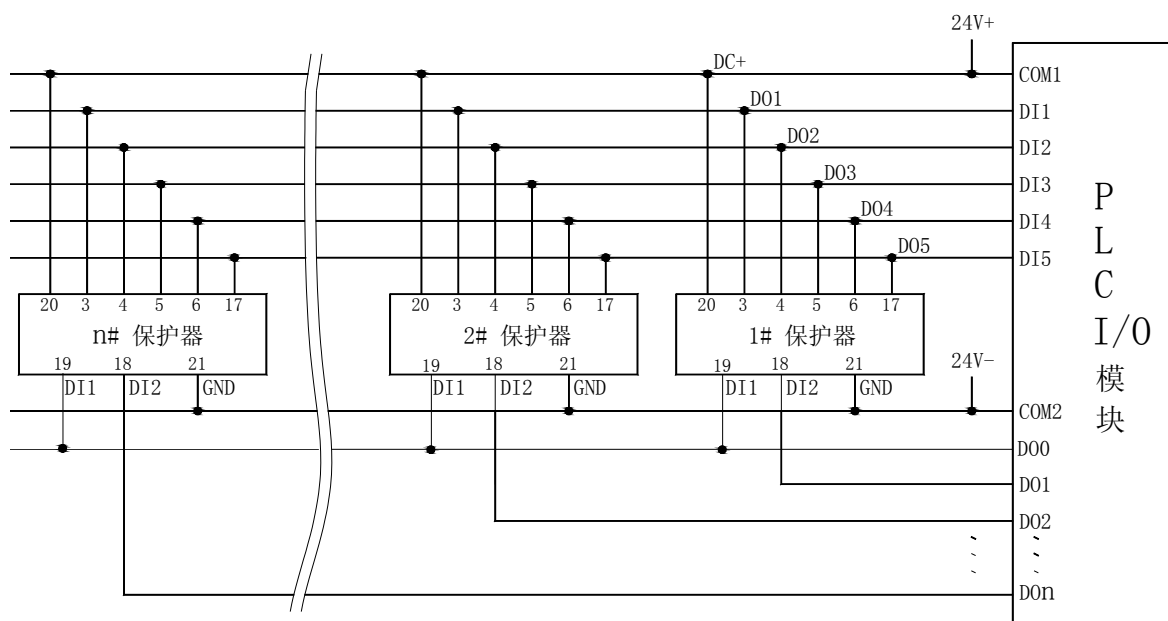 24V+
DC+
COM1
DO1
DI1
DO2
DI2
DO3
DI3
DO4
DI4
DO5
DI5
20 3 4 5 6 17
20 3 4 5 6 17
20 3 4 5 6 17
n# 保护器
2# 保护器
1# 保护器
19 18 21
19 18 21
19 18 21
DI1 DI2 GND
DI1 DI2 GND
DI1 DI2 GND
24V-
COM2
DO0
DO1
DO2
DOn
PLC
I/O
模块